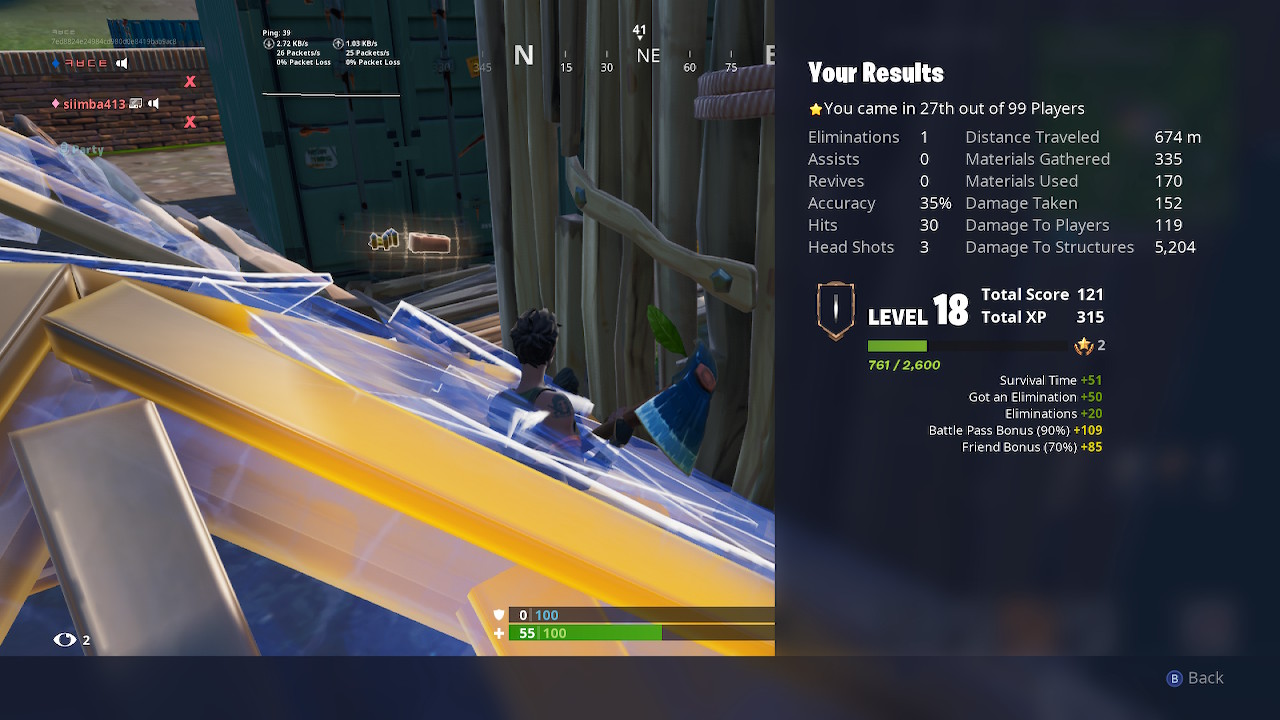 Ping: 39
2.72 KB/s 1.03 KB/s
26 Packets/s 25 Packets/s
0% Packet Loss 0% Packet Loss
siimba413
X
X
Party
41
345 N 15 30 NE 60 75 E
Your Results
You came in 27th out of 99 Players
Eliminations 1 Distance Traveled 674 m
Assists 0 Materials Gathered 335
Revives 0 Materials Used 170
Accuracy 35% Damage Taken 152
Hits 30 Damage To Players 119
Head Shots 3 Damage To Structures 5,204
LEVEL 18
Total Score 121
Total XP 315
2
761 / 2,600
Survival Time +51
Got an Elimination +50
Eliminations +20
Battle Pass Bonus (90%) +109
Friend Bonus (70%) +85
0 | 100
55 | 100
2
B Back